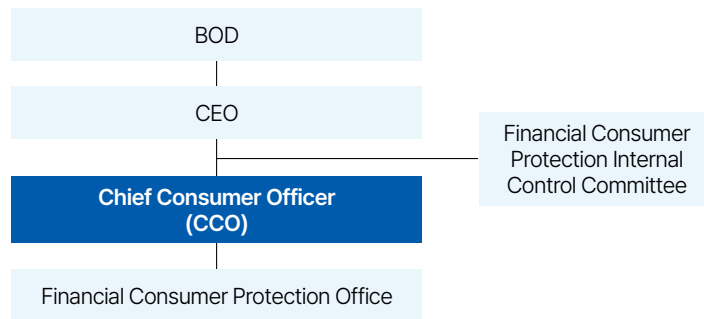 BOD
CEO
Financial Consumer
Protection Internal
Control Committee
Chief Consumer Officer
(CCO)
Financial Consumer Protection Office